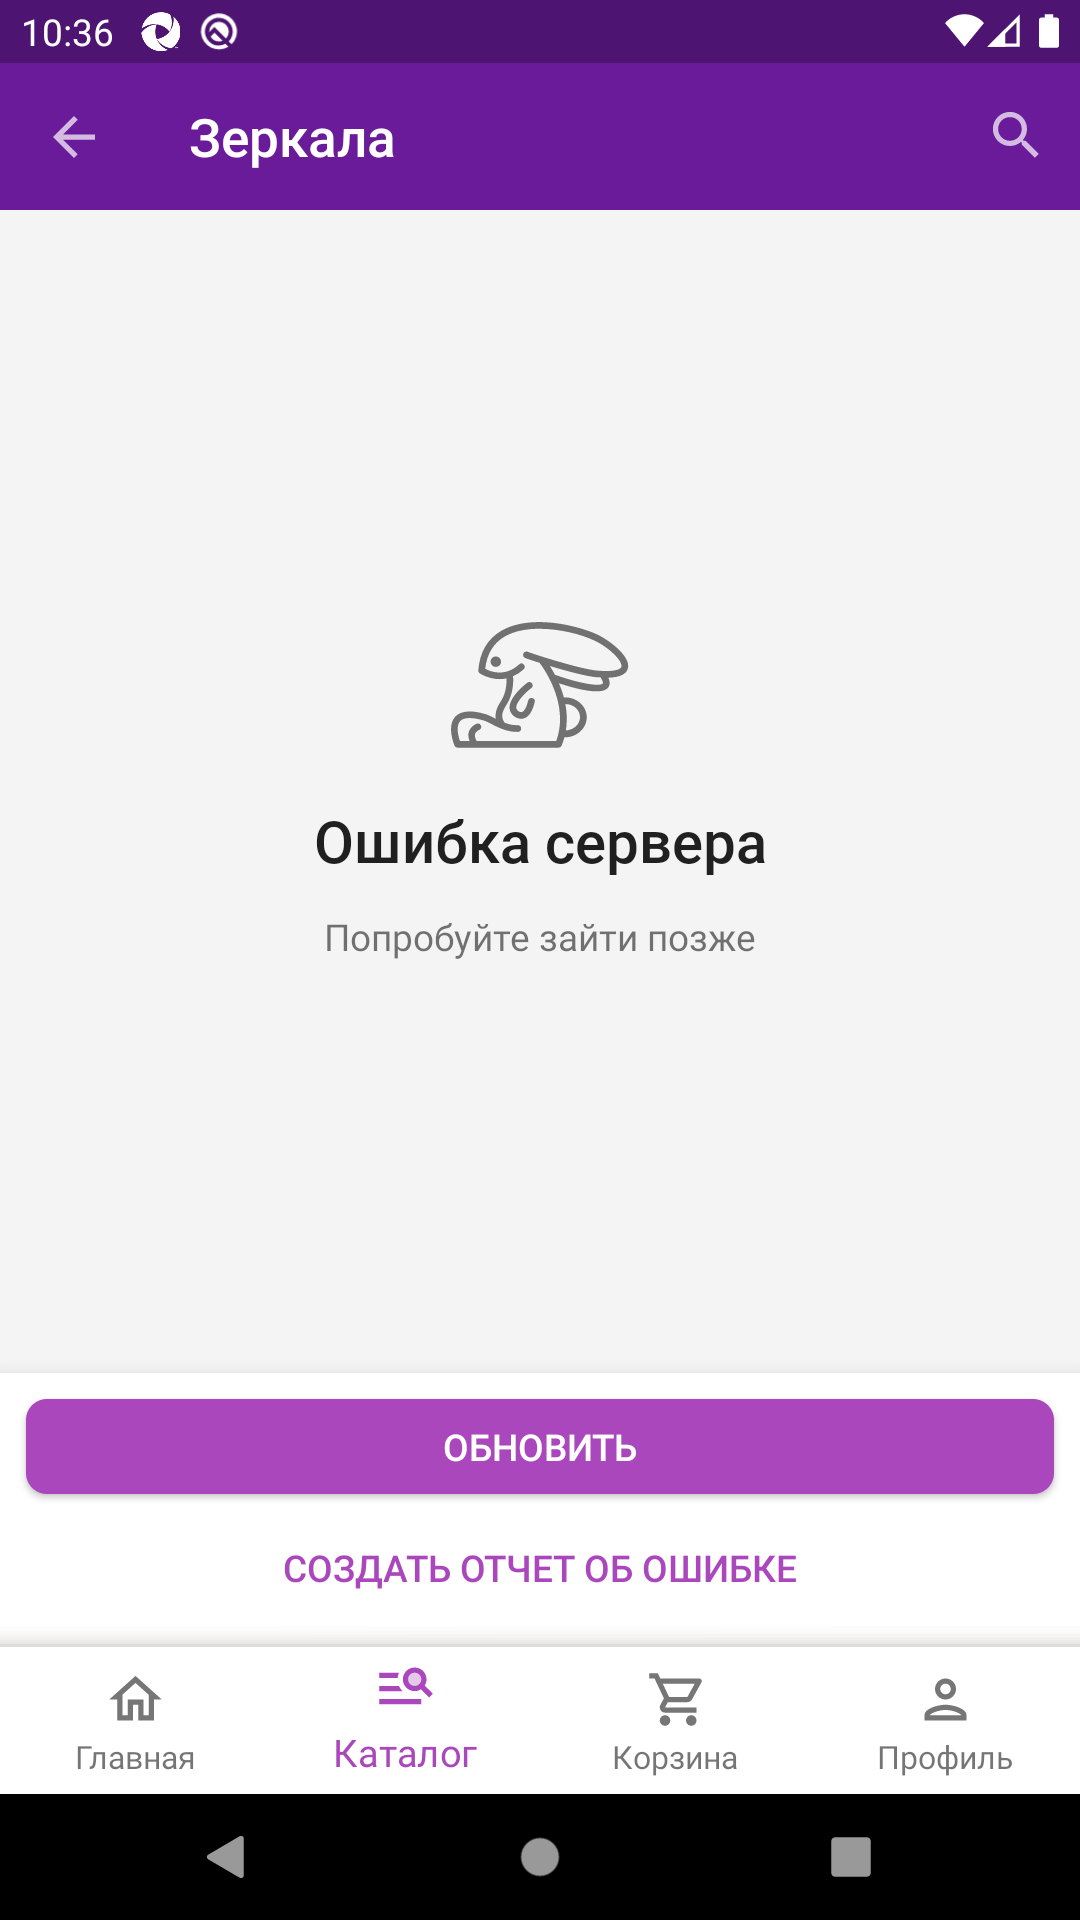 10:36
Зеркала
Ошибка сервера
Попробуйте зайти позже
ОБНОВИТЬ
СОЗДАТЬ ОТЧЕТ ОБ ОШИБКЕ
Главная
Каталог
Корзина
Профиль